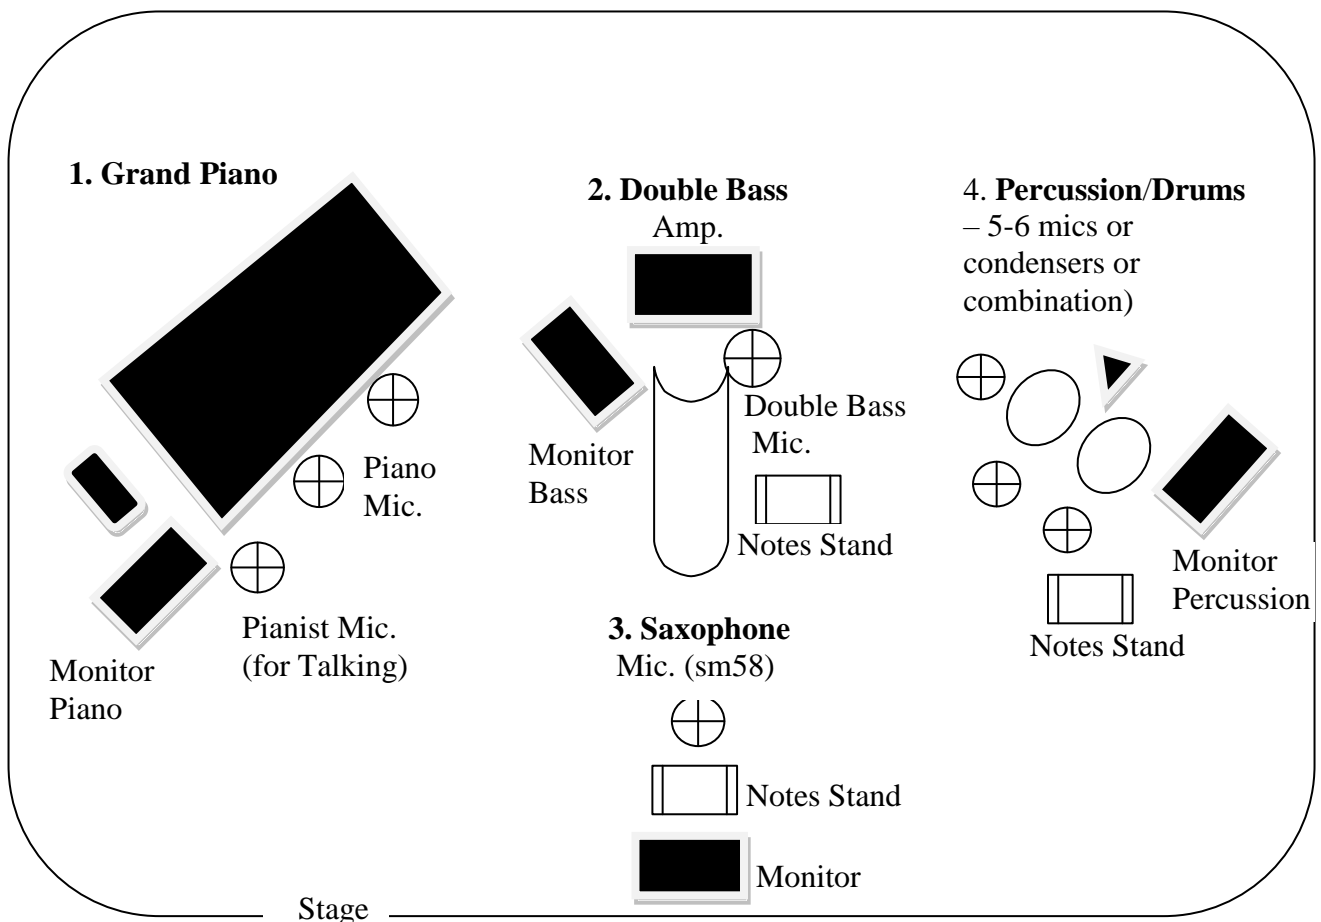 1. Grand Piano
2. Double Bass
Amp.
4. Percussion/Drums
– 5-6 mics or
condensers or
combination)
Piano
Mic.
Double Bass
Mic.
Monitor
Bass
Notes Stand
Monitor
Percussion
Notes Stand
Pianist Mic.
(for Talking)
Monitor
Piano
3. Saxophone
Mic. (sm58)
Notes Stand
Monitor
Stage